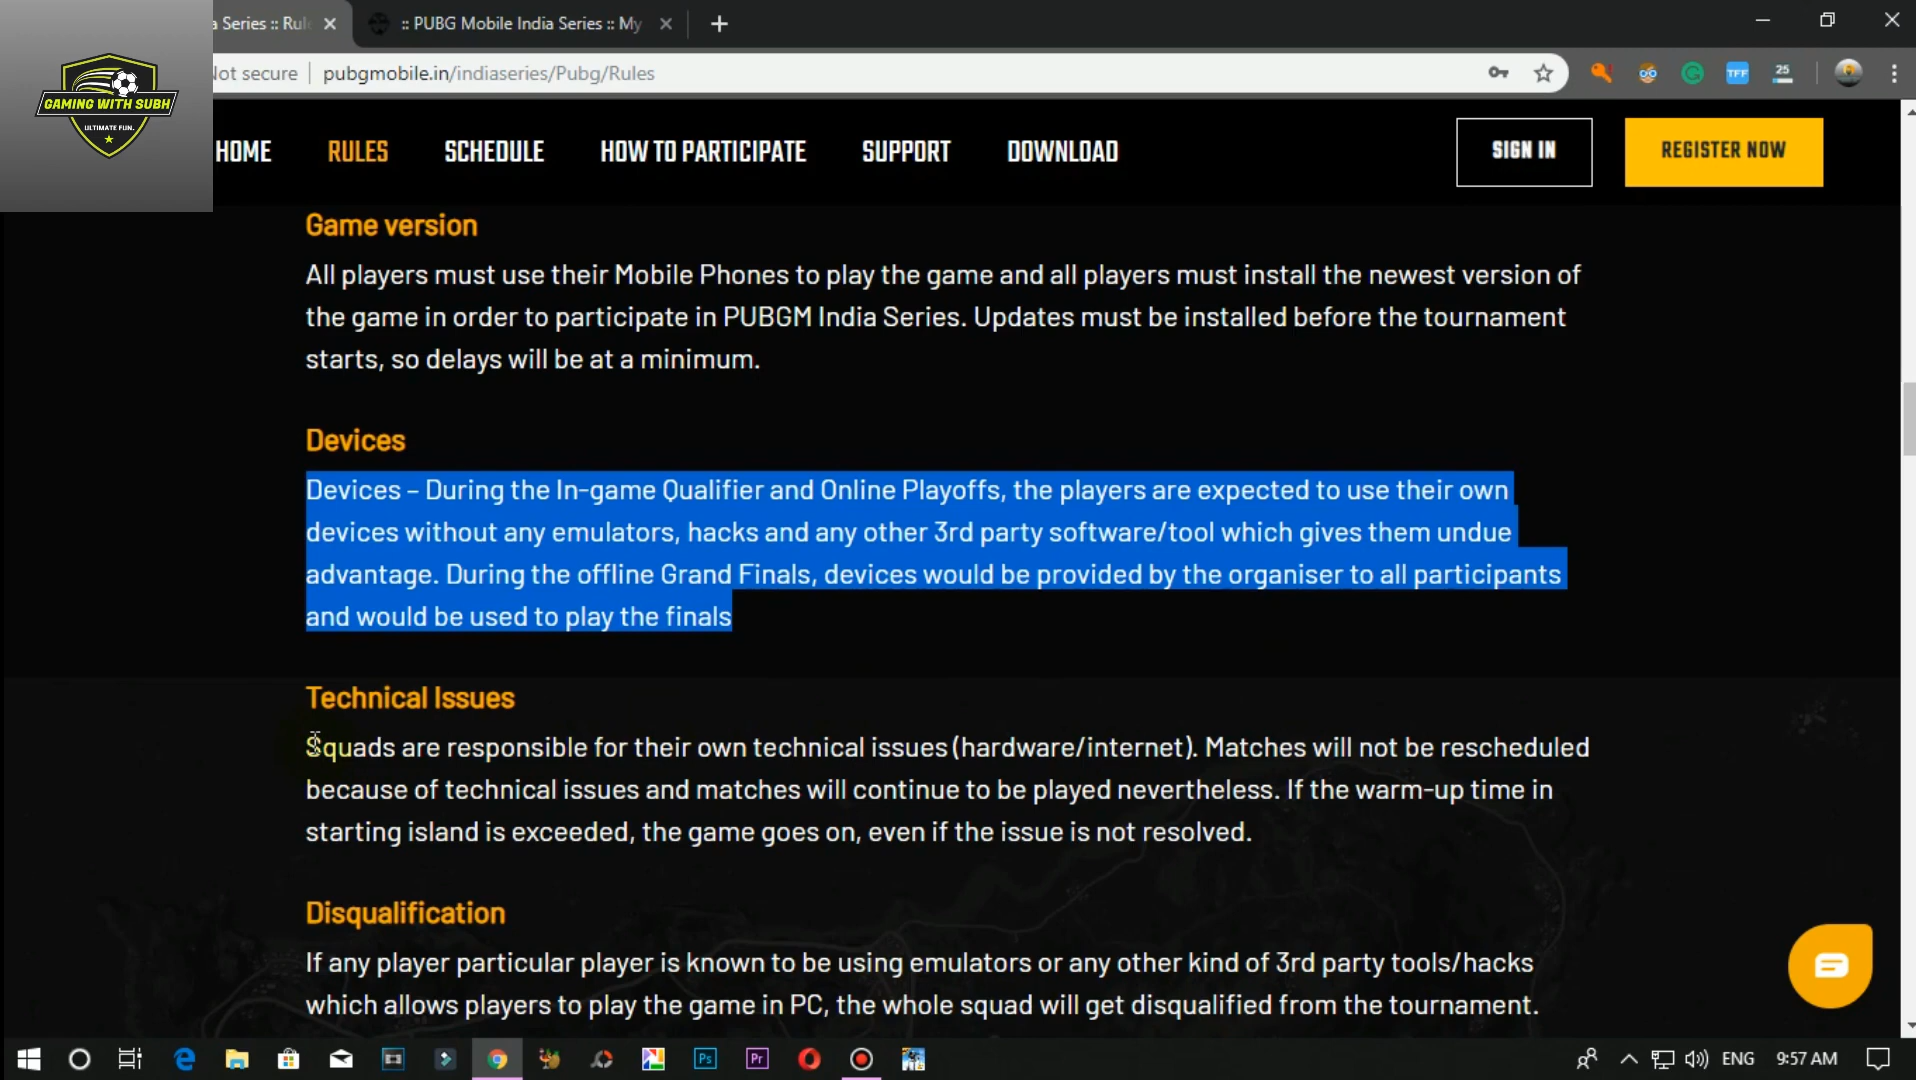 a Series :: Rul
:: PUBG Mobile India Series :: My
GAMING WITH SUBH
ULTIMATE FUN.
Not secure
pubgmobile.in/indiaseries/Pubg/Rules
TFF
25
HOME
RULES
SCHEDULE
HOW TO PARTICIPATE
SUPPORT
DOWNLOAD
SIGN IN
REGISTER NOW
Game version
All players must use their Mobile Phones to play the game and all players must install the newest version of
the game in order to participate in PUBGM India Series. Updates must be installed before the tournament
starts, so delays will be at a minimum.
Devices
Devices – During the In-game Qualifier and Online Playoffs, the players are expected to use their own
devices without any emulators, hacks and any other 3rd party software/tool which gives them undue
advantage. During the offline Grand Finals, devices would be provided by the organiser to all participants
and would be used to play the finals
Technical Issues
Squads are responsible for their own technical issues (hardware/internet). Matches will not be rescheduled
because of technical issues and matches will continue to be played nevertheless. If the warm-up time in
starting island is exceeded, the game goes on, even if the issue is not resolved.
Disqualification
If any player particular player is known to be using emulators or any other kind of 3rd party tools/hacks
which allows players to play the game in PC, the whole squad will get disqualified from the tournament.
Ps
Pr
ENG
9:57 AM